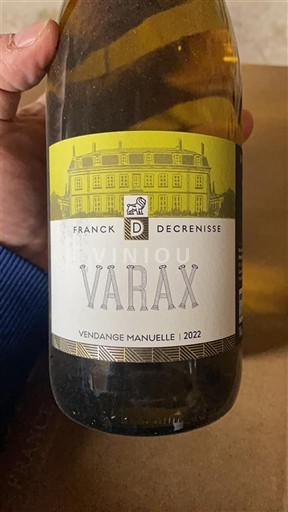 FRANCK D DECRENISSE
VINIOU
VARAX
VENDANGE MANUELLE | 2022